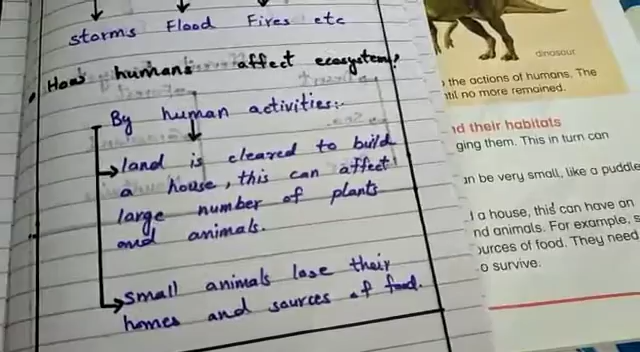 storms Flood Fires etc
How humans affect ecosystem?
By human activities:-
land is cleared to build
a house, this can affect
large number of plants
and animals.
Small animals lose their
homes and sources of food.
dinosaur
the actions of humans. The
til no more remained.
d their habitats
ging them. This in turn can
an be very small, like a puddle
a house, this can have an
nd animals. For example, s
ources of food. They need
o survive.